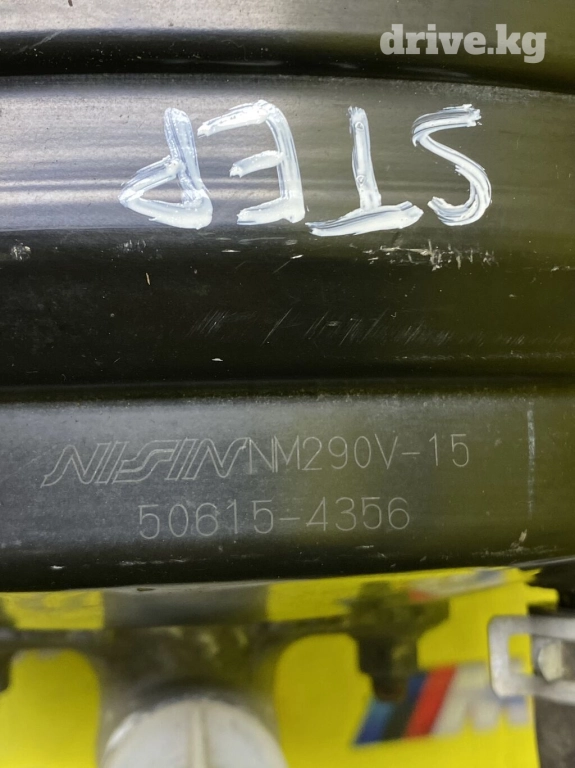 drive.kg
STEP
NISSIN NM290V-15
50615-4356